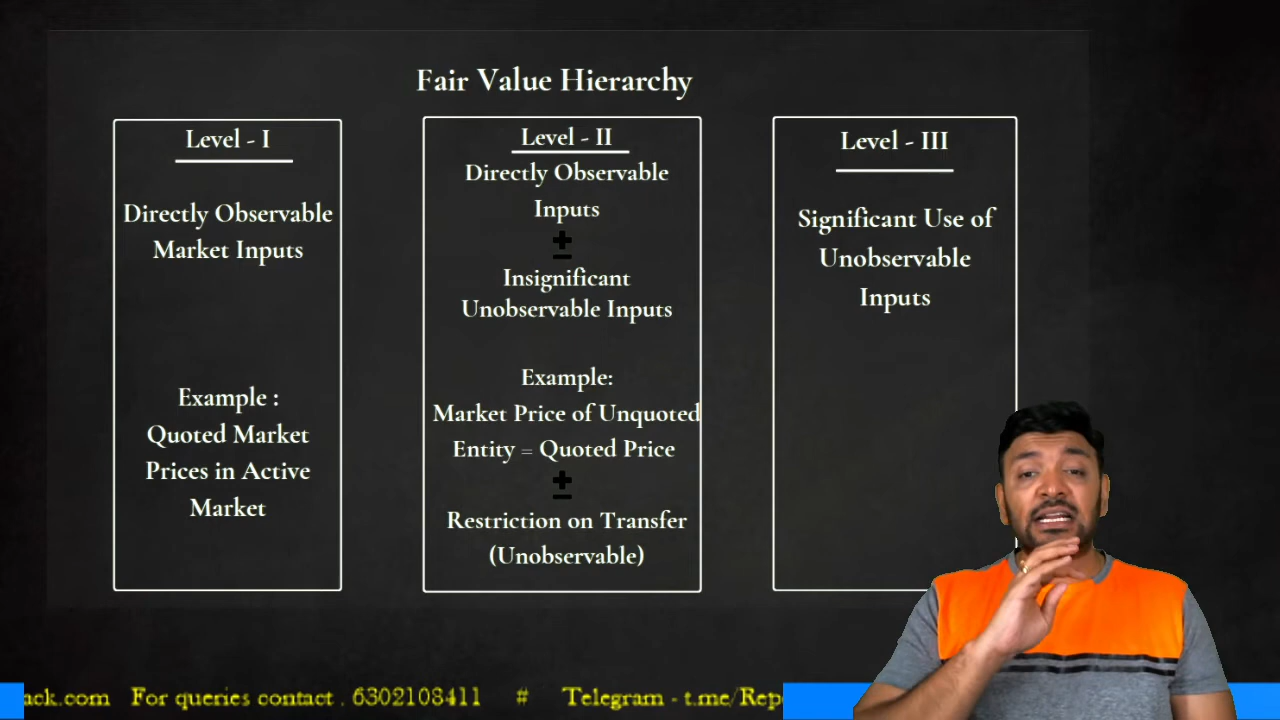 Fair Value Hierarchy
Level - I
Directly Observable
Market Inputs
Example :
Quoted Market
Prices in Active
Market
Level - II
Directly Observable
Inputs
±
Insignificant
Unobservable Inputs
Example:
Market Price of Unquoted
Entity = Quoted Price
±
Restriction on Transfer
(Unobservable)
Level - III
Significant Use of
Unobservable
Inputs
ack.com For queries contact . 6302108411 # Telegram - t.me/Rep